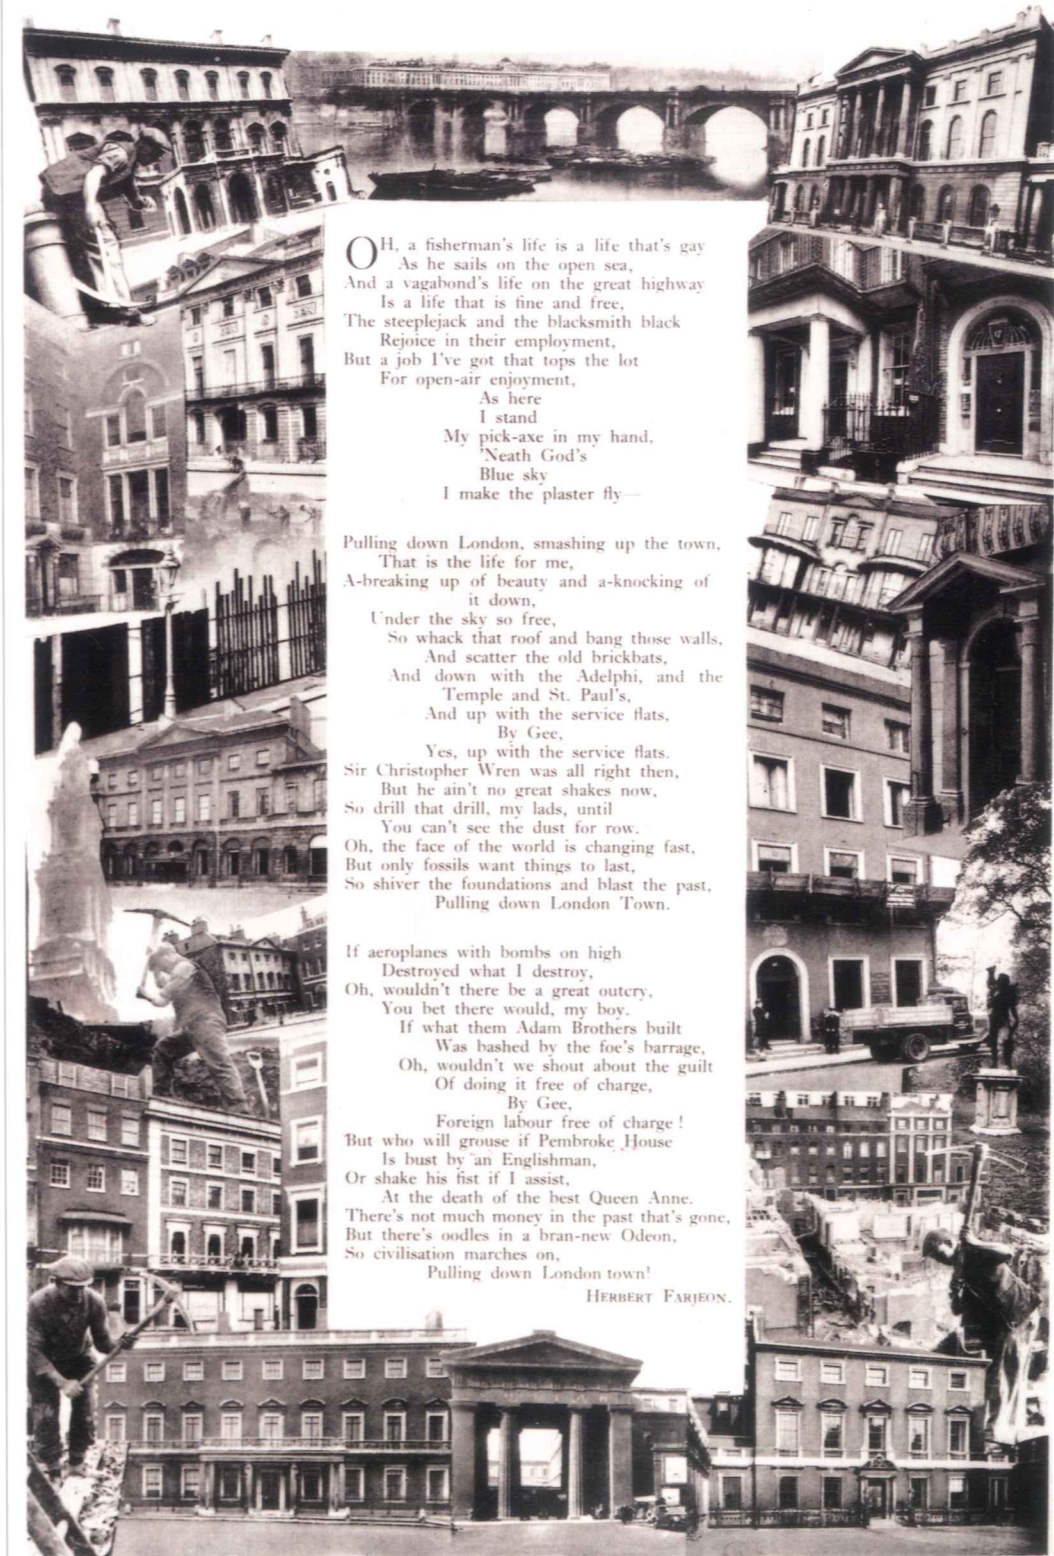 OH, a fisherman's life is a life that's gay
As he sails on the open sea,
And a vagabond's life on the great highway
Is a life that is fine and free,
The steeplejack and the blacksmith black
Rejoice in their employment,
But a job I've got that tops the lot
For open-air enjoyment,
As here
I stand
My pick-axe in my hand,
'Neath God's
Blue sky
I make the plaster fly—
Pulling down London, smashing up the town,
That is the life for me,
A-breaking up of beauty and a-knocking of
it down,
Under the sky so free,
So whack that roof and bang those walls,
And scatter the old brickbats,
And down with the Adelphi, and the
Temple and St. Paul's,
And up with the service flats,
By Gee,
Yes, up with the service flats.
Sir Christopher Wren was all right then,
But he ain't no great shakes now,
So drill that drill, my lads, until
You can't see the dust for row.
Oh, the face of the world is changing fast,
But only fossils want things to last,
So shiver the foundations and blast the past,
Pulling down London Town.
If aeroplanes with bombs on high
Destroyed what I destroy,
Oh, wouldn't there be a great outcry,
You bet there would, my boy.
If what them Adam Brothers built
Was bashed by the foe's barrage,
Oh, wouldn't we shout about the guilt
Of doing it free of charge,
By Gee,
Foreign labour free of charge!
But who will grouse if Pembroke House
Is bust by an Englishman,
Or shake his fist if I assist,
At the death of the best Queen Anne.
There's not much money in the past that's gone,
But there's oodles in a bran-new Odeon,
So civilisation marches on,
Pulling down London town!
HERBERT FARJEON.